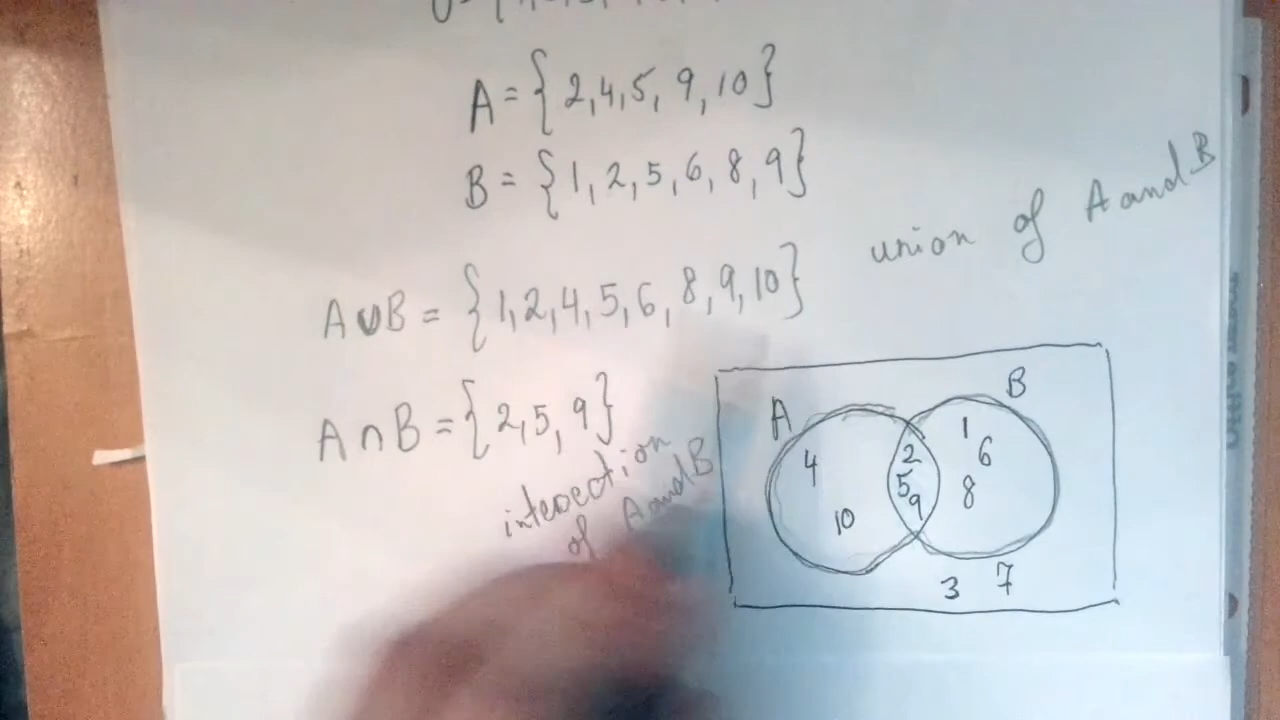 A = { 2, 4, 5, 9, 10 }
B = { 1, 2, 5, 6, 8, 9 }
A ∪ B = { 1, 2, 4, 5, 6, 8, 9, 10 }
union of A and B
A ∩ B = { 2, 5, 9 }
intersection
of A and B
A
B
4
10
2
5
9
1
6
8
3 7